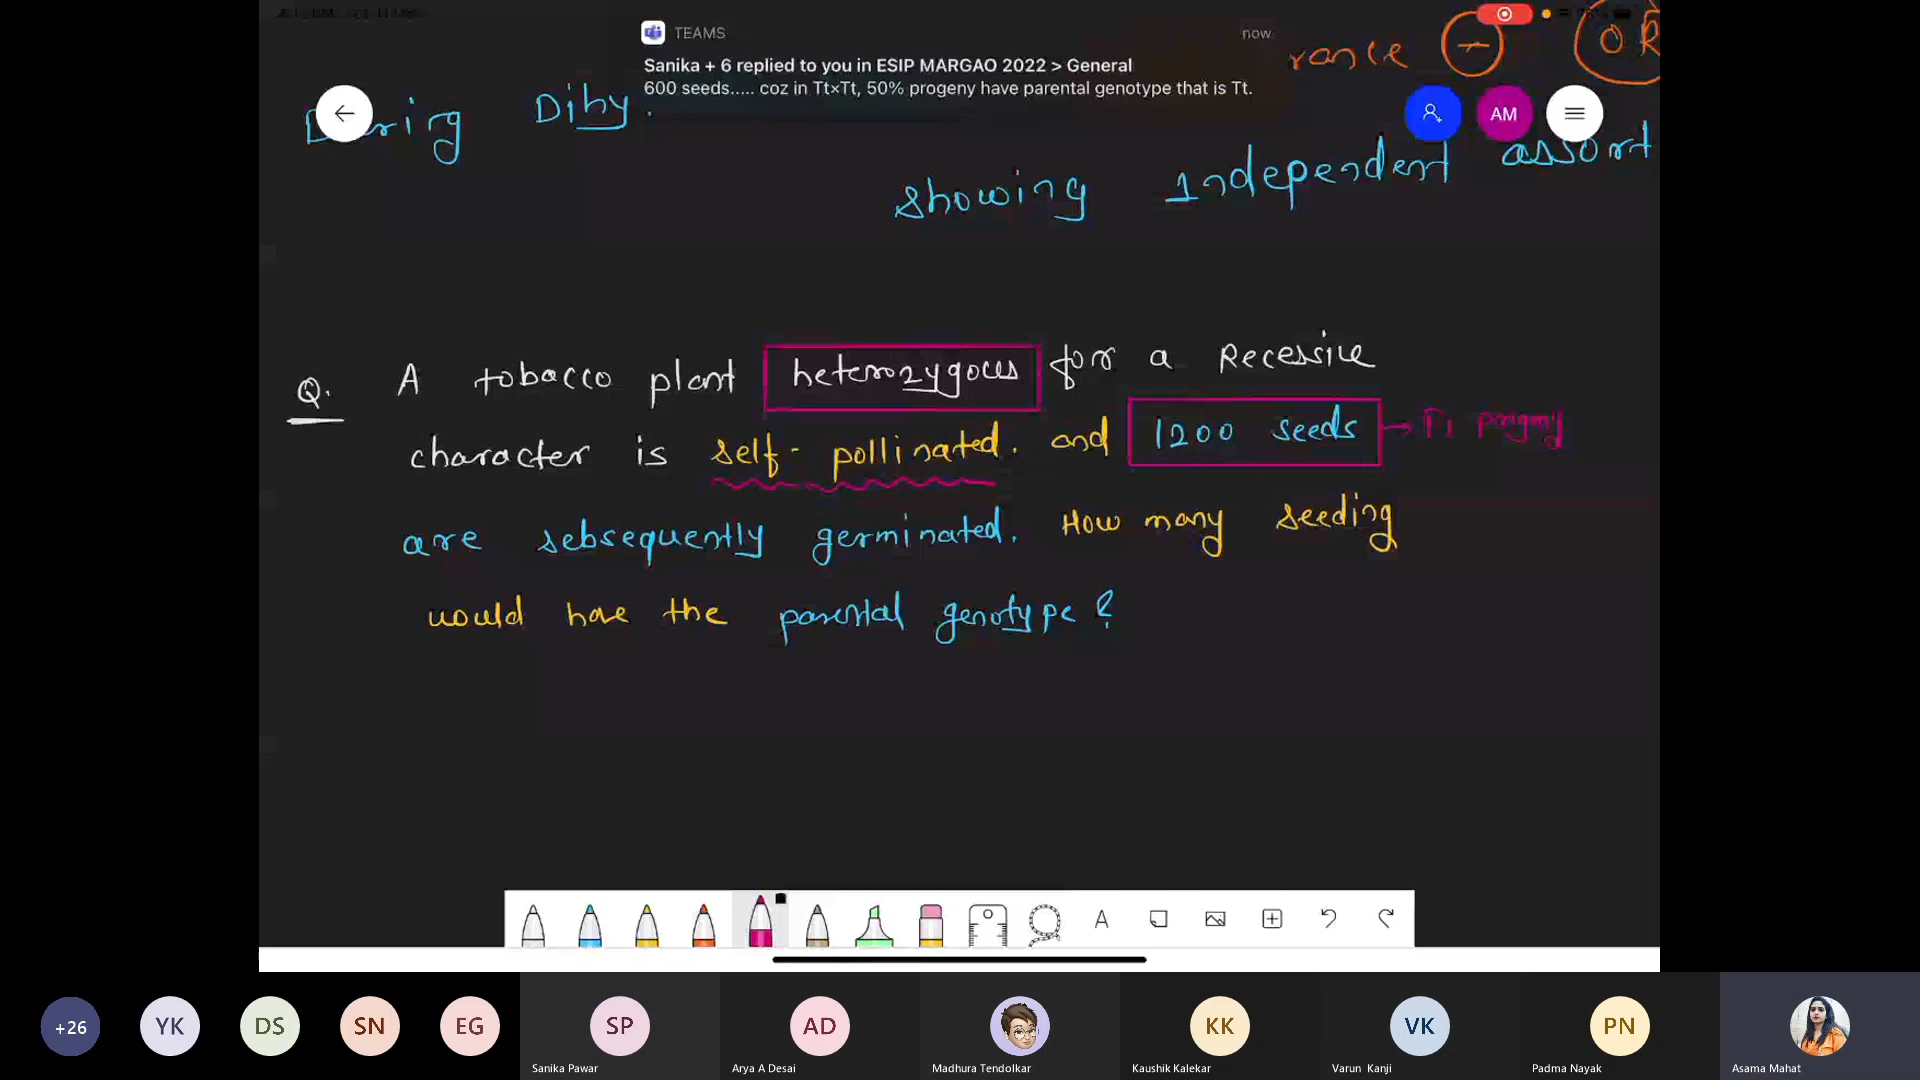 TEAMS now
Sanika + 6 replied to you in ESIP MARGAO 2022 > General
600 seeds..... coz in Tt×Tt, 50% progeny have parental genotype that is Tt.
rance + OR
During Dihy.
AM
Showing Independent assort
Q. A tobacco plant heterozygous for a Recessive
character is self-pollinated. and 1200 seeds → F1 progeny
are sebsequently germinated. How many seeding
would have the parental genotype?
A
+26 YK DS SN EG SP AD KK VK PN
Sanika Pawar Arya A Desai Madhura Tendolkar Kaushik Kalekar Varun Kanji Padma Nayak Asama Mahat